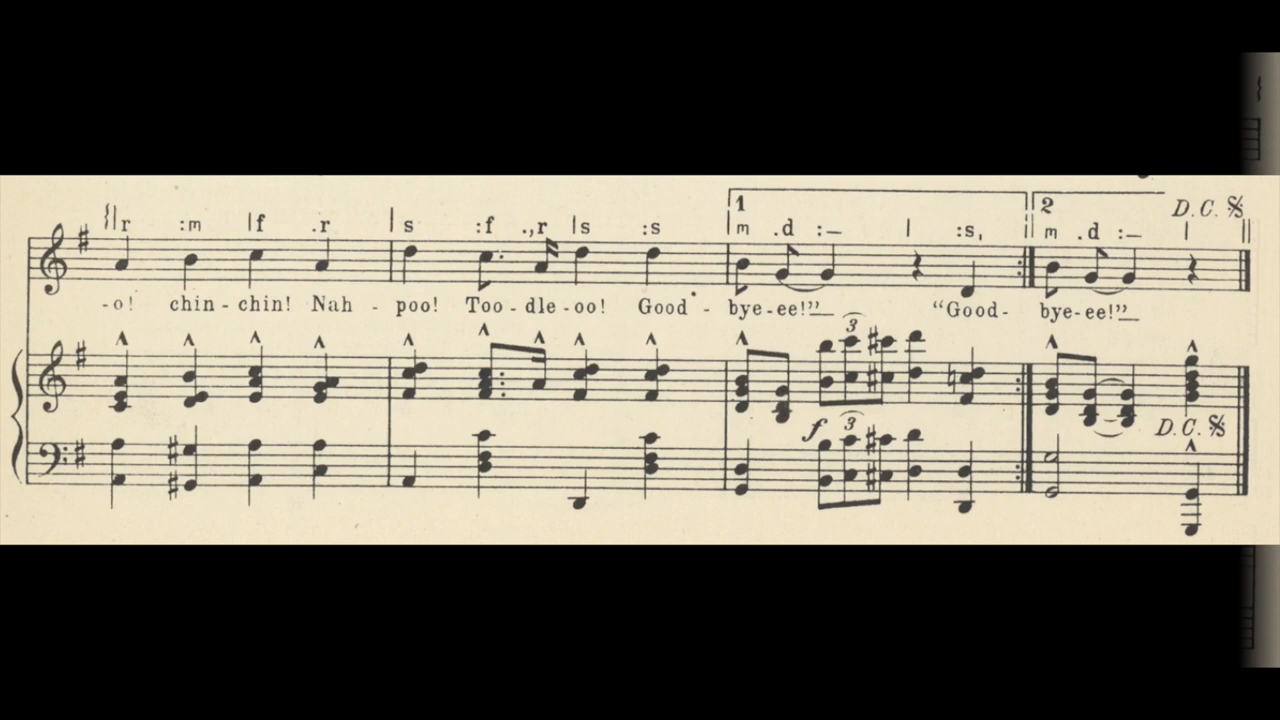 1 2 D.C.
|r :m |f .r |s :f .,r |s :s |m .d :— | :s, |m .d :— |
-o! chin - chin! Nah - poo! Too - dle - oo! Good - bye-ee!” “Good- bye-ee!”
3
f 3 D.C.